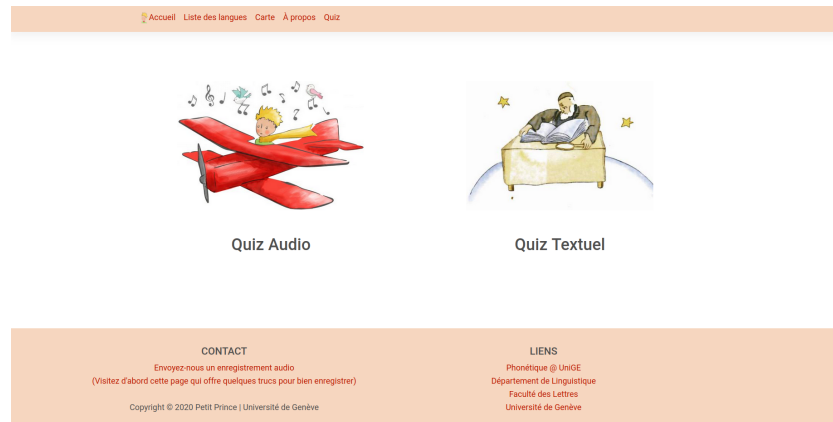 Accueil Liste des langues Carte À propos Quiz
Quiz Audio
Quiz Textuel
CONTACT
Envoyez-nous un enregistrement audio
(Visitez d'abord cette page qui offre quelques trucs pour bien enregistrer)
Copyright © 2020 Petit Prince | Université de Genève
LIENS
Phonétique @ UniGE
Département de Linguistique
Faculté des Lettres
Université de Genève